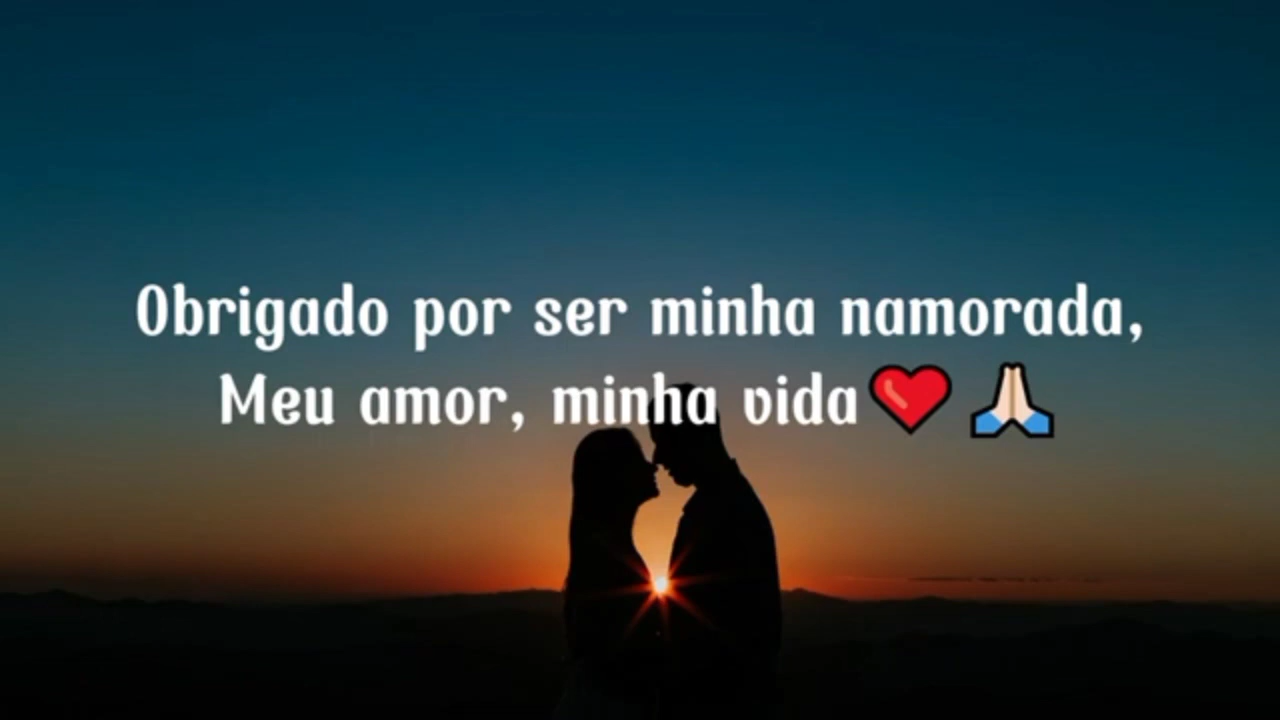 Obrigado por ser minha namorada,
Meu amor, minha vida❤️🙏🏻